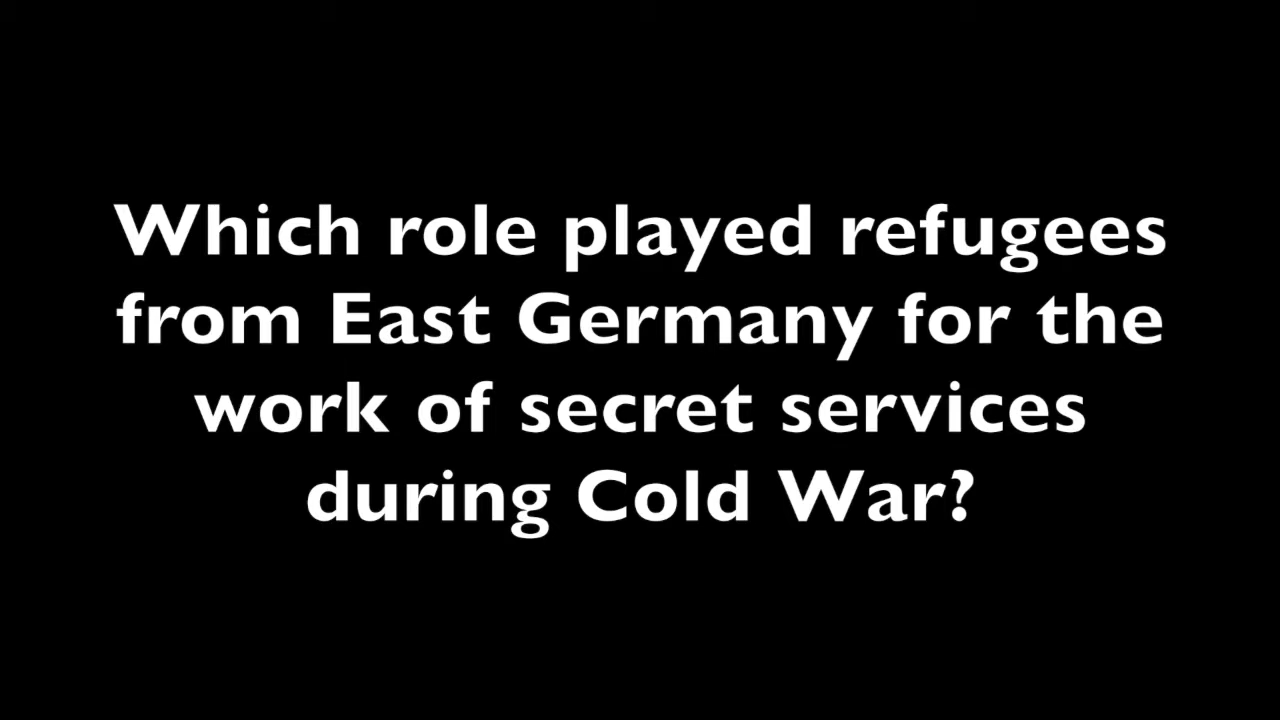 Which role played refugees
from East Germany for the
work of secret services
during Cold War?